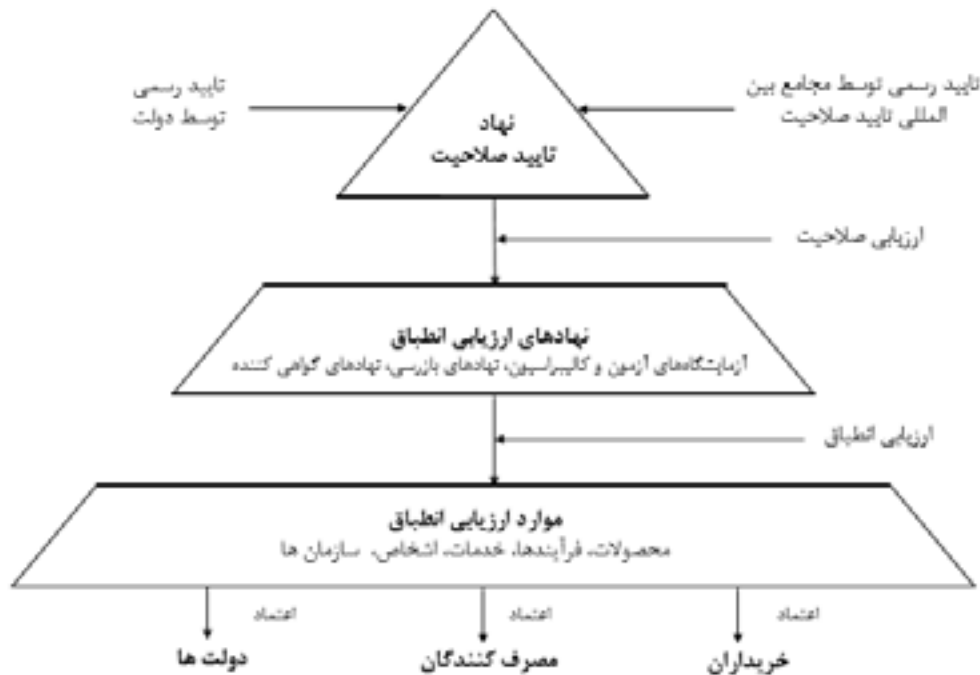 تایید رسمی توسط مجامع بین
المللی تایید صلاحیت
تایید رسمی
توسط دولت
نهاد
تایید صلاحیت
ارزیابی صلاحیت
نهادهای ارزیابی انطباق
آزمایشگاه‌های آزمون و کالیبراسیون، نهادهای بازرسی، نهادهای گواهی کننده
ارزیابی انطباق
موارد ارزیابی انطباق
محصولات، فرآیندها، خدمات، اشخاص، سازمان ها
اعتماد
اعتماد
اعتماد
خریداران
مصرف کنندگان
دولت ها